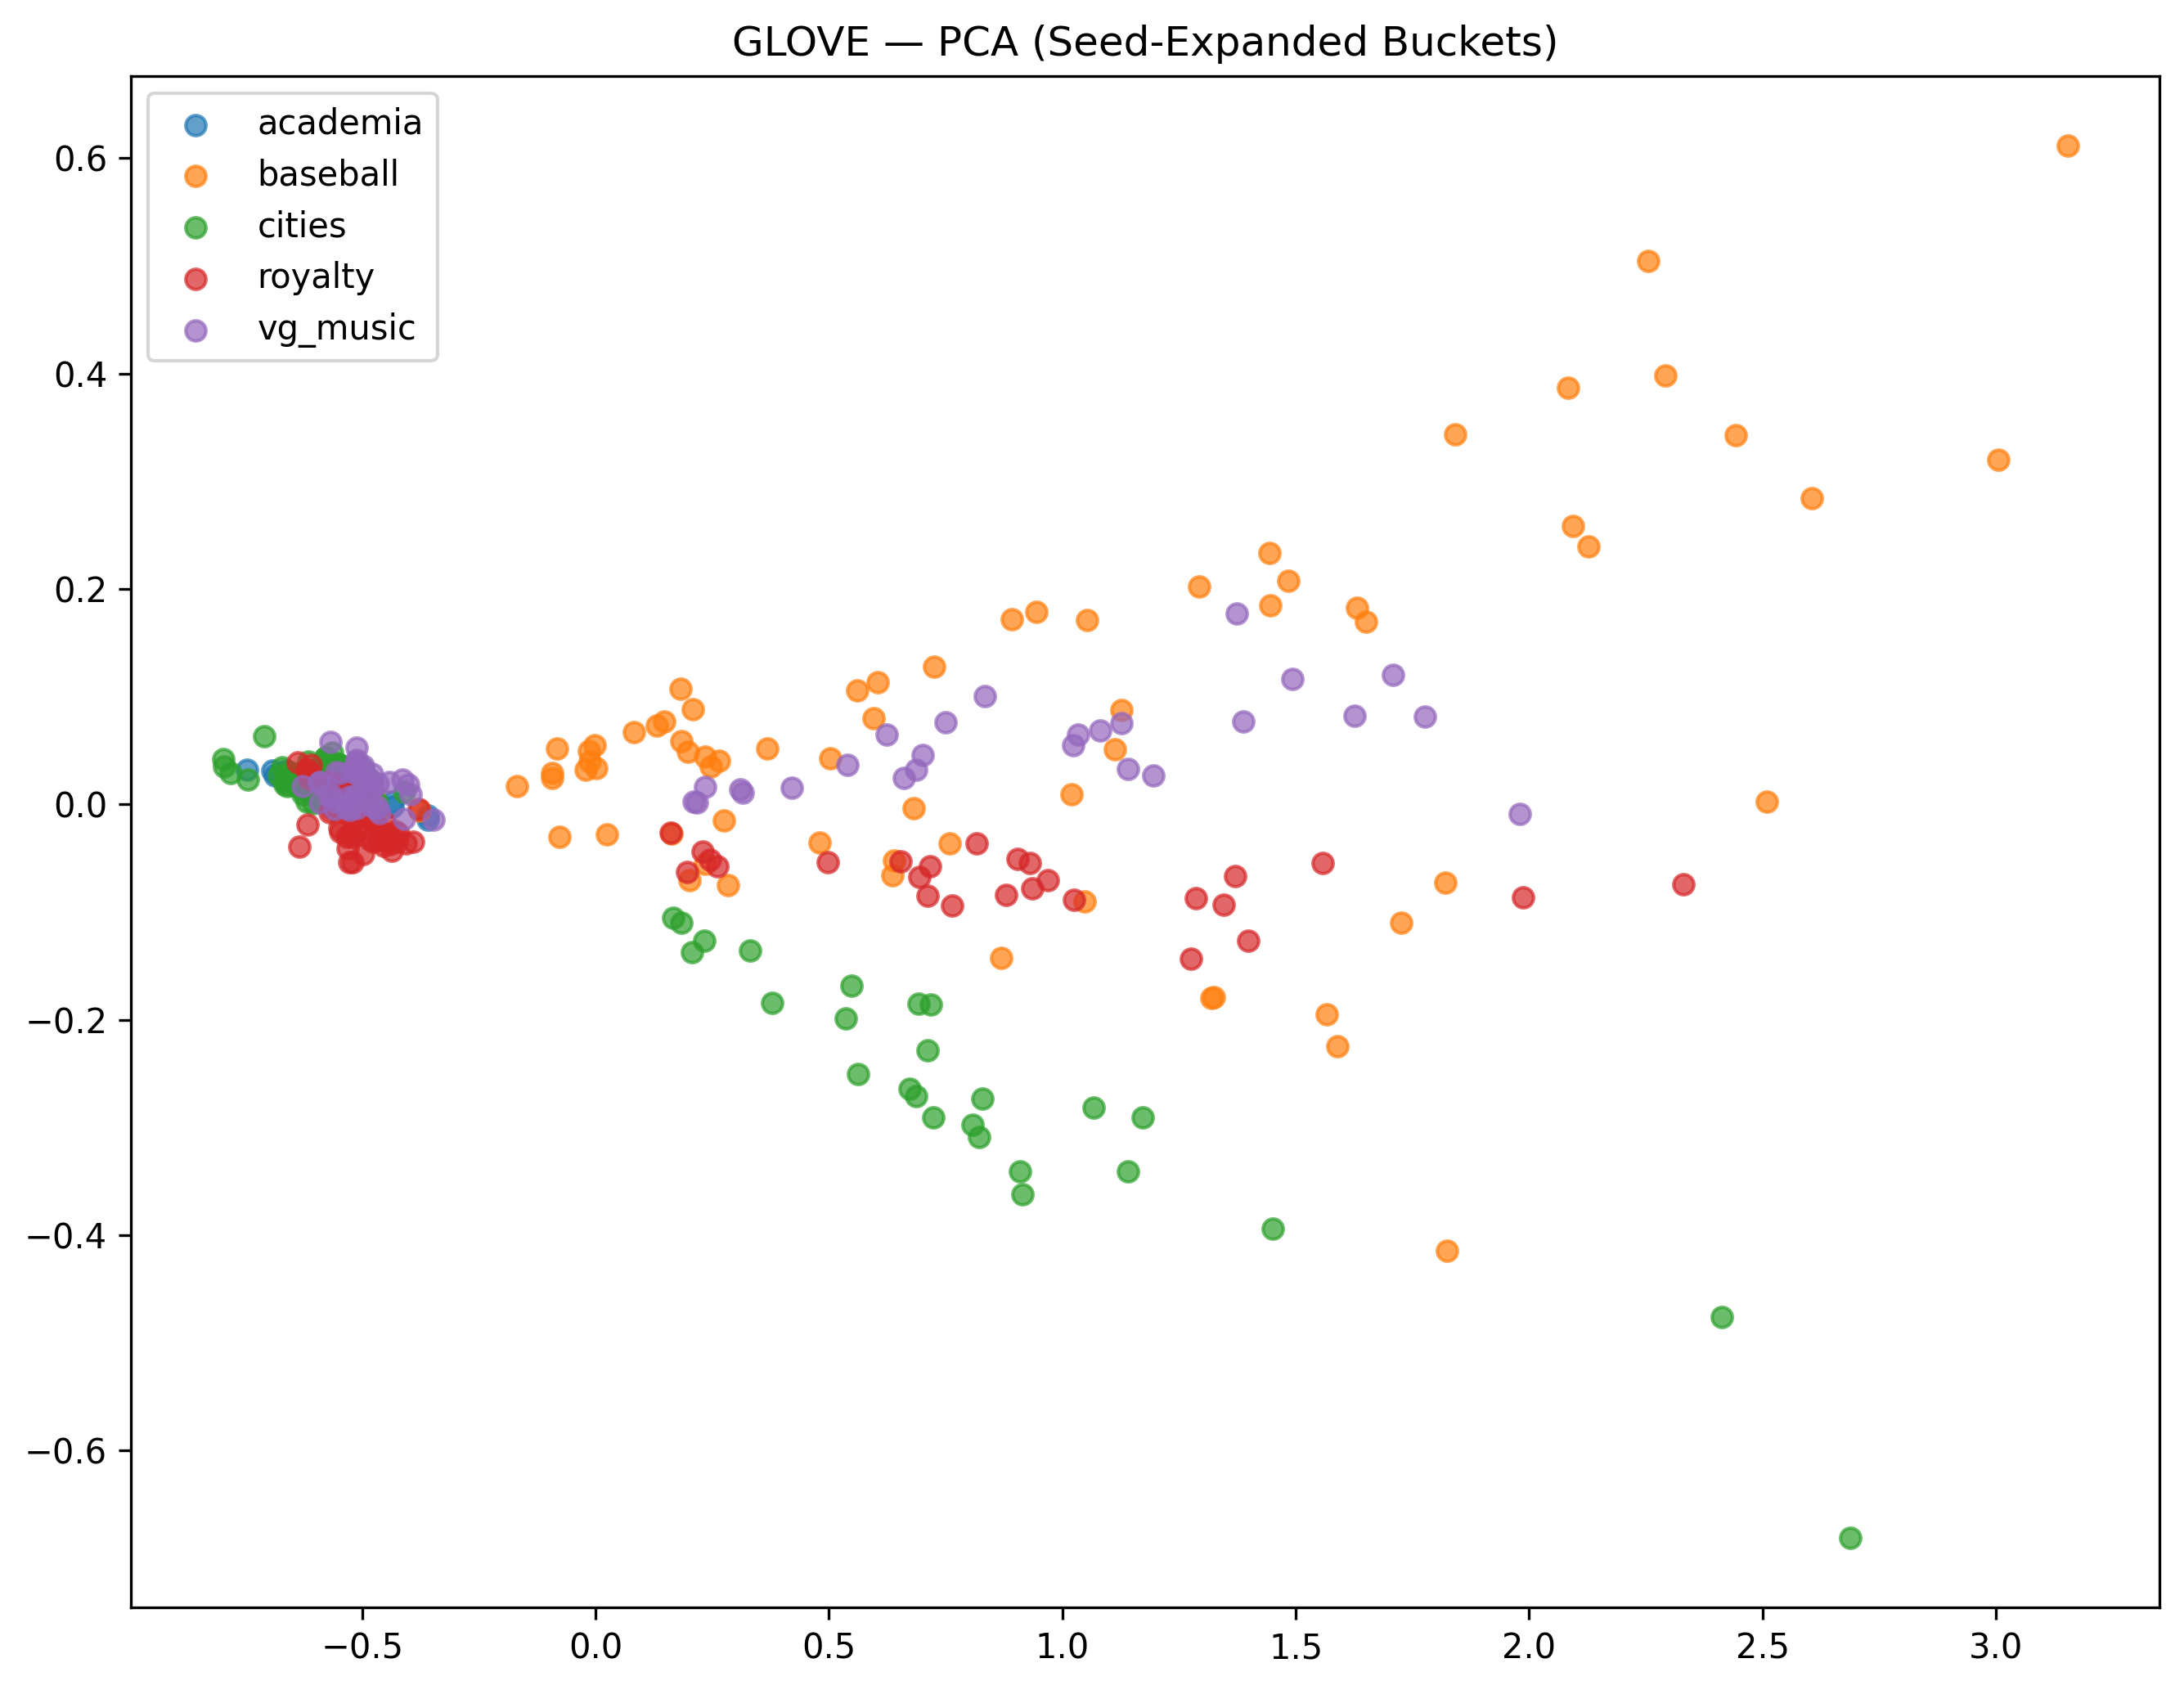 GLOVE — PCA (Seed-Expanded Buckets)
academia
baseball
cities
royalty
vg_music
0.6
0.4
0.2
0.0
−0.2
−0.4
−0.6
−0.5 0.0 0.5 1.0 1.5 2.0 2.5 3.0